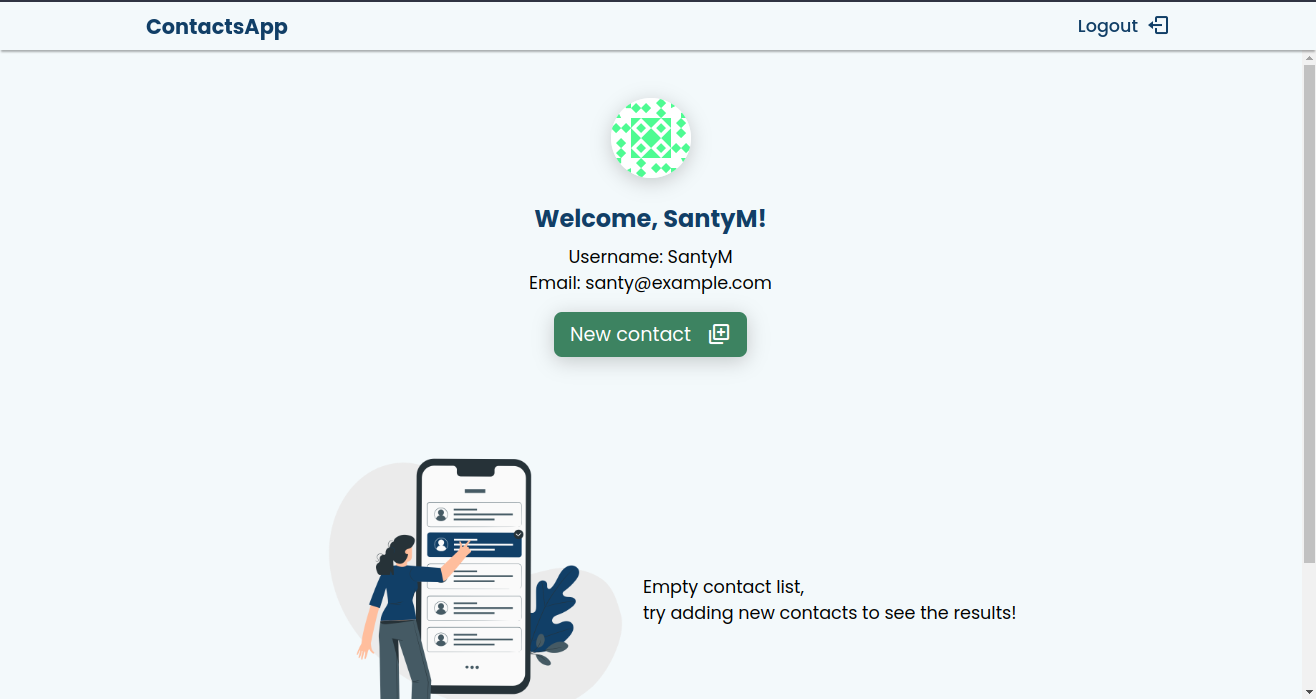 ContactsApp
Logout
Welcome, SantyM!
Username: SantyM
Email: santy@example.com
New contact
Empty contact list,
try adding new contacts to see the results!